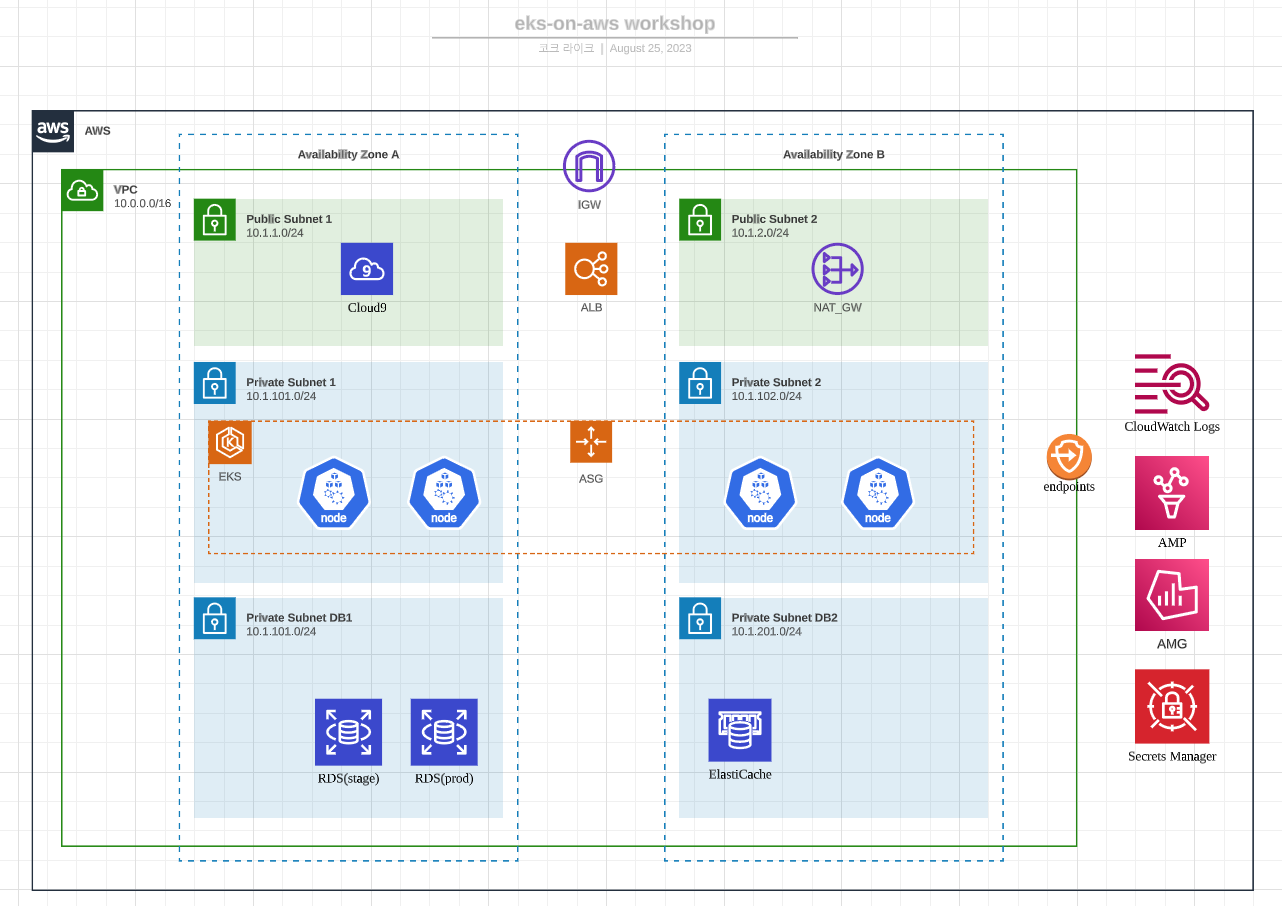 eks-on-aws workshop
코크 라이크 | August 25, 2023
aws
AWS
Availability Zone A
Availability Zone B
VPC
10.0.0.0/16
IGW
Public Subnet 1
10.1.1.0/24
Public Subnet 2
10.1.2.0/24
9
Cloud9
ALB
NAT_GW
Private Subnet 1
10.1.101.0/24
Private Subnet 2
10.1.102.0/24
CloudWatch Logs
K
EKS
ASG
endpoints
node
node
node
node
AMP
Private Subnet DB1
10.1.101.0/24
Private Subnet DB2
10.1.201.0/24
AMG
RDS(stage)
RDS(prod)
ElastiCache
Secrets Manager